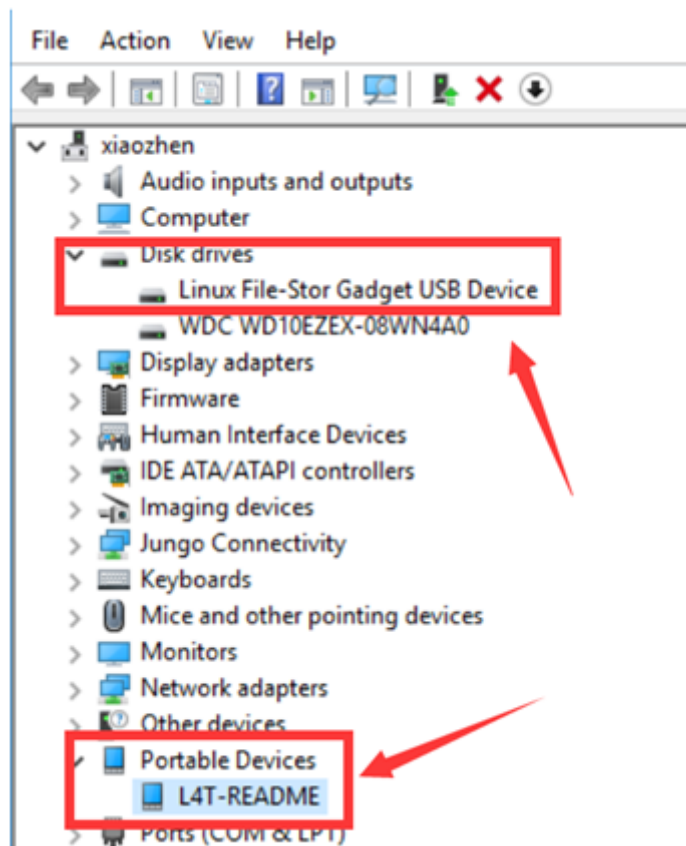 File Action View Help
xiaozhen
Audio inputs and outputs
Computer
Disk drives
Linux File-Stor Gadget USB Device
WDC WD10EZEX-08WN4A0
Display adapters
Firmware
Human Interface Devices
IDE ATA/ATAPI controllers
Imaging devices
Jungo Connectivity
Keyboards
Mice and other pointing devices
Monitors
Network adapters
Other devices
Portable Devices
L4T-README
Ports (COM & LPT)